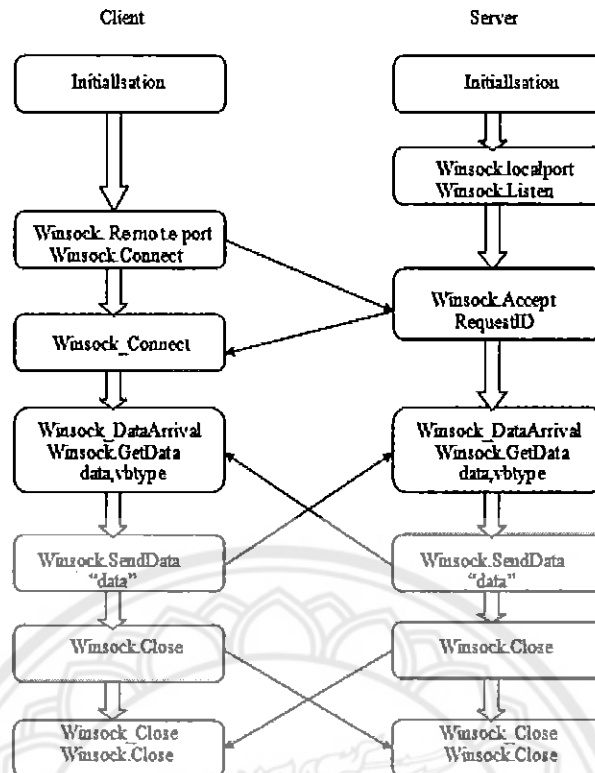 Client
Server
Initiallsation
Initiallsation
Winsock.localport
Winsock.Listen
Winsock.Remote port
Winsock.Connect
Winsock.Accept
RequestID
Winsock_Connect
Winsock_DataArrival
Winsock.GetData
data,vbtype
Winsock_DataArrival
Winsock.GetData
data,vbtype
Winsock.SendData
“data”
Winsock.SendData
“data”
Winsock.Close
Winsock.Close
Winsock_Close
Winsock.Close
Winsock_Close
Winsock.Close